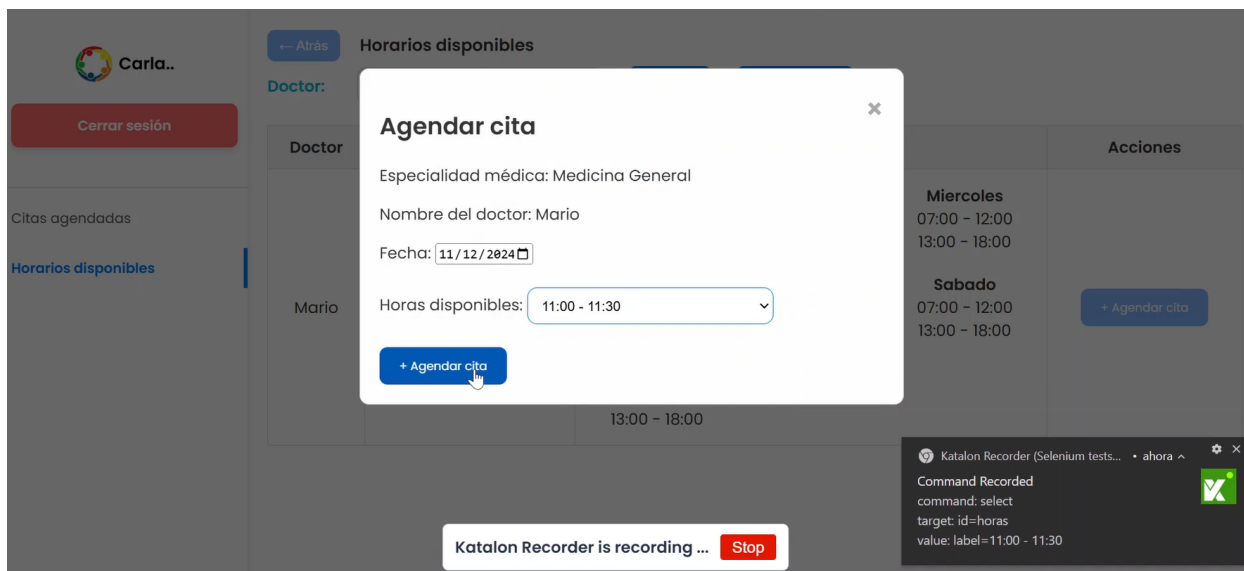 Carla..
Cerrar sesión
Citas agendadas
Horarios disponibles
← Atrás
Horarios disponibles
Doctor:
Doctor
Acciones
Mario
Miercoles
07:00 - 12:00
13:00 - 18:00
Sabado
07:00 - 12:00
13:00 - 18:00
+ Agendar cita
13:00 - 18:00
×
Agendar cita
Especialidad médica: Medicina General
Nombre del doctor: Mario
Fecha: 11/12/2024
Horas disponibles: 11:00 - 11:30
+ Agendar cita
Katalon Recorder is recording ... Stop
Katalon Recorder (Selenium tests... • ahora
Command Recorded
command: select
target: id=horas
value: label=11:00 - 11:30